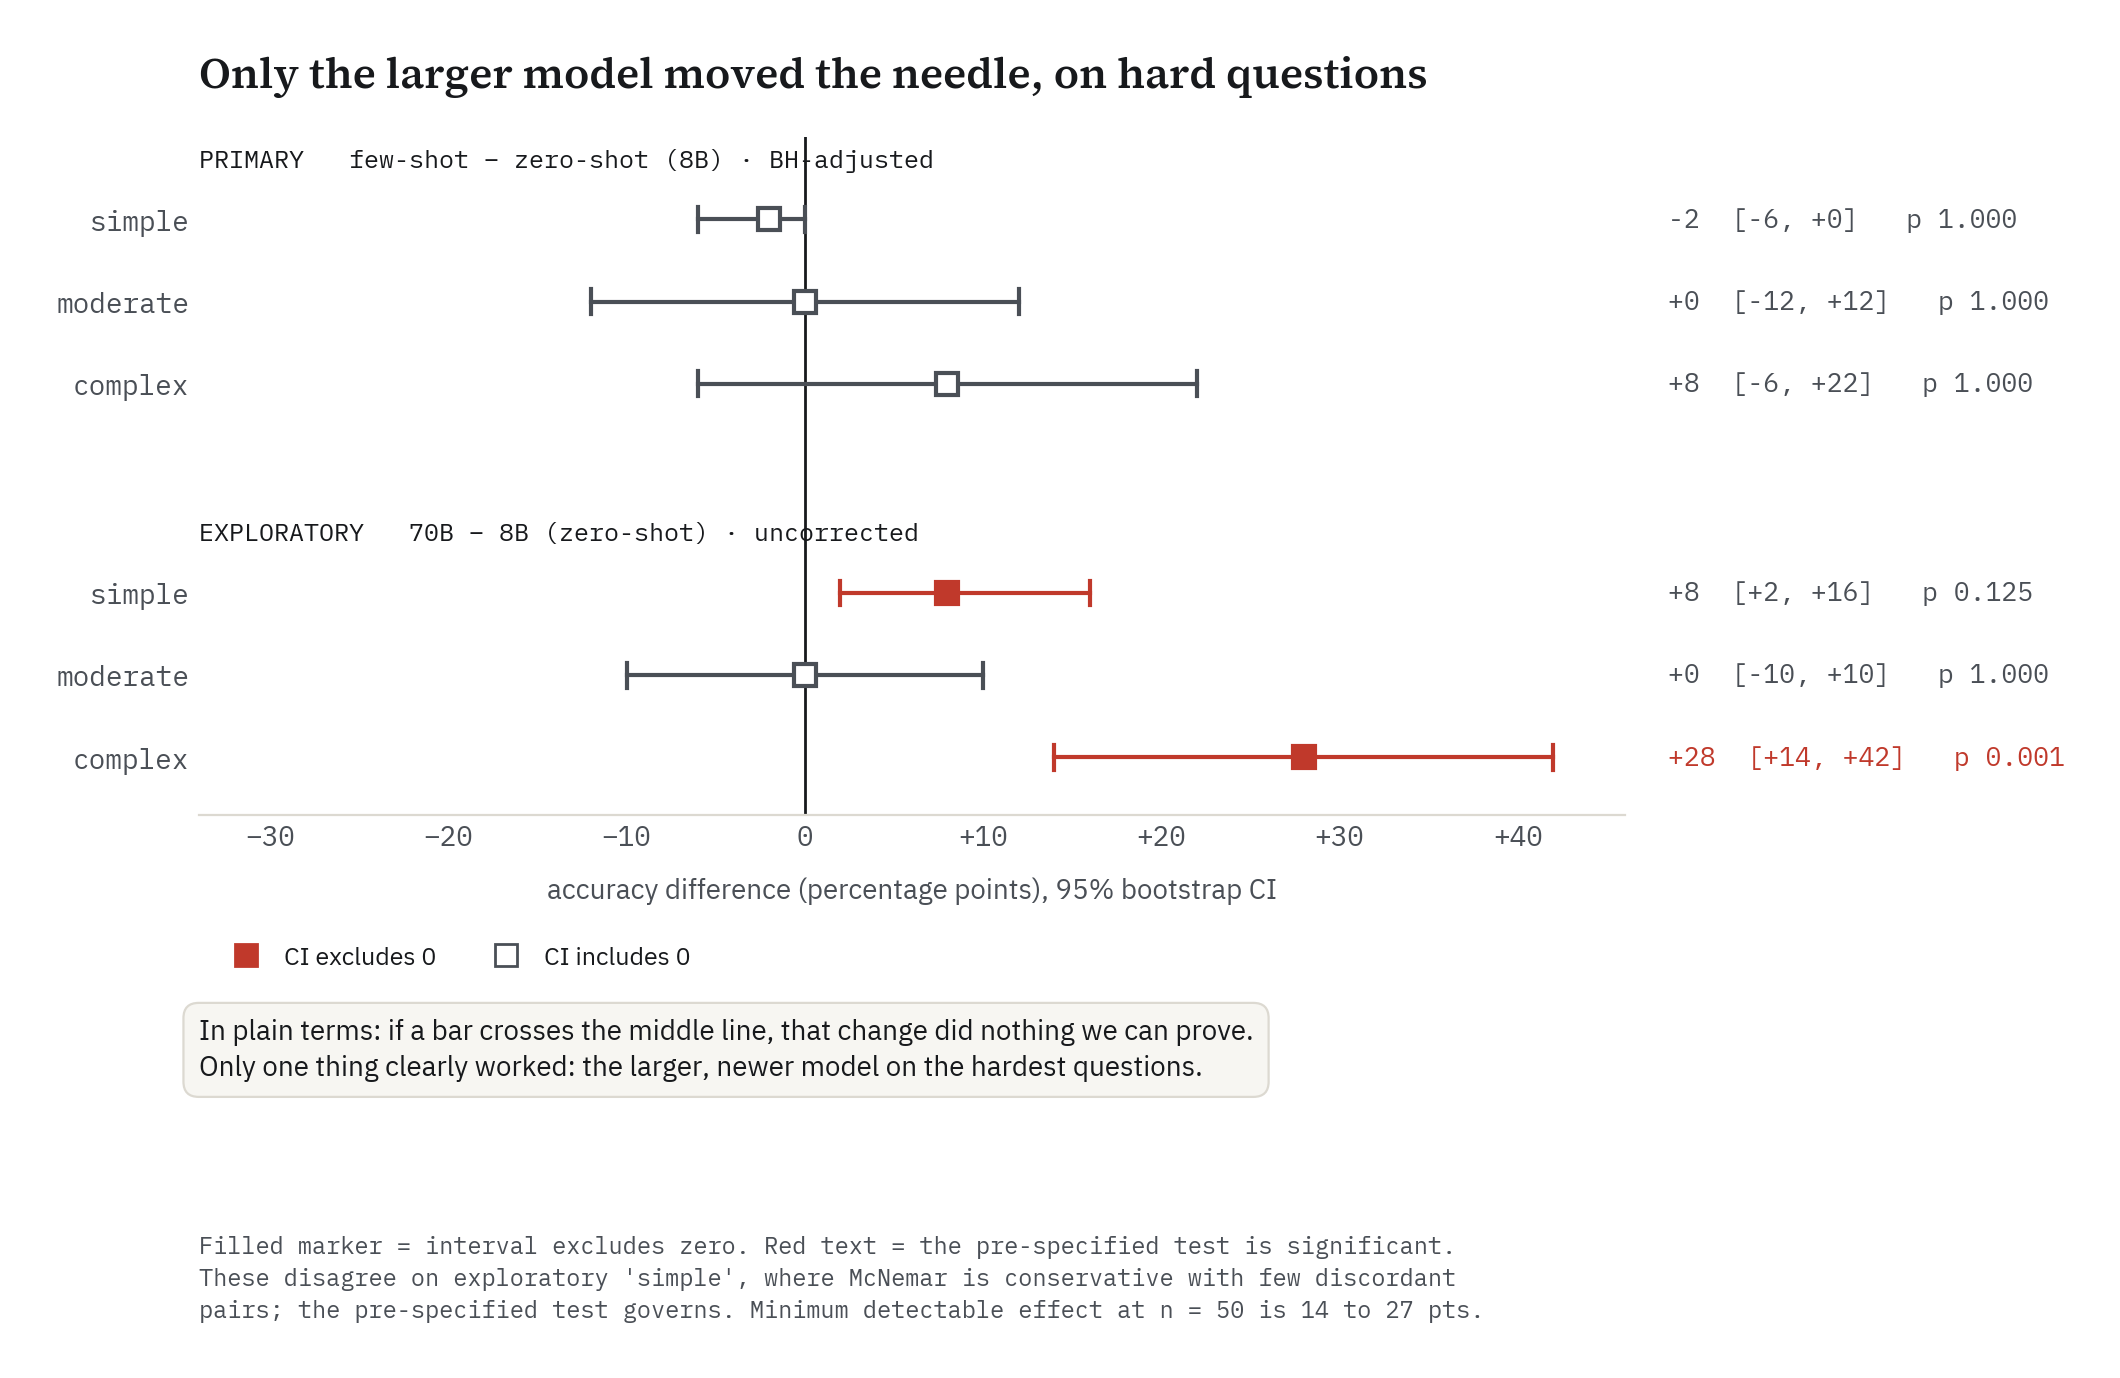 Only the larger model moved the needle, on hard questions
PRIMARY few-shot − zero-shot (8B) · BH-adjusted
simple -2 [-6, +0] p 1.000
moderate +0 [-12, +12] p 1.000
complex +8 [-6, +22] p 1.000
EXPLORATORY 70B − 8B (zero-shot) · uncorrected
simple +8 [+2, +16] p 0.125
moderate +0 [-10, +10] p 1.000
complex +28 [+14, +42] p 0.001
−30 −20 −10 0 +10 +20 +30 +40
accuracy difference (percentage points), 95% bootstrap CI
CI excludes 0 CI includes 0
In plain terms: if a bar crosses the middle line, that change did nothing we can prove.
Only one thing clearly worked: the larger, newer model on the hardest questions.
Filled marker = interval excludes zero. Red text = the pre-specified test is significant.
These disagree on exploratory 'simple', where McNemar is conservative with few discordant
pairs; the pre-specified test governs. Minimum detectable effect at n = 50 is 14 to 27 pts.